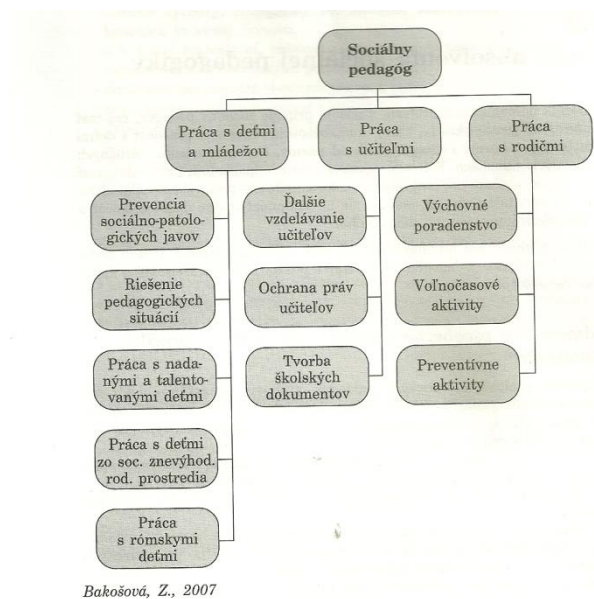 Sociálny
pedagóg
Práca s deťmi
a mládežou
Práca
s učiteľmi
Práca
s rodičmi
Prevencia
sociálno-patolo-
gických javov
Riešenie
pedagogických
situácií
Práca s nada-
nými a talento-
vanými deťmi
Práca s deťmi
zo soc. znevýhod.
rod. prostredia
Práca
s rómskymi
deťmi
Ďalšie
vzdelávanie
učiteľov
Ochrana práv
učiteľov
Tvorba
školských
dokumentov
Výchovné
poradenstvo
Voľnočasové
aktivity
Preventívne
aktivity
Bakošová, Z., 2007